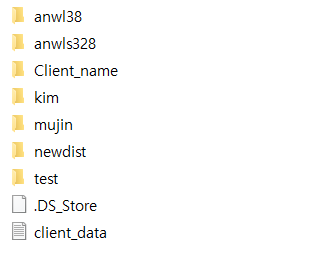 anwl38
anwls328
Client_name
kim
mujin
newdist
test
.DS_Store
client_data